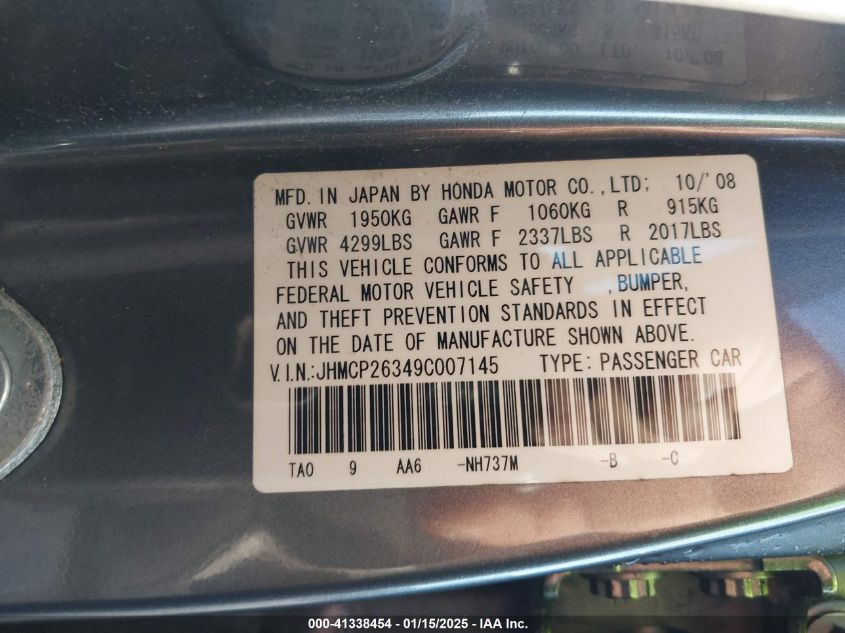 MFD. IN JAPAN BY HONDA MOTOR CO.,LTD; 10/'08
GVWR 1950KG GAWR F 1060KG R 915KG
GVWR 4299LBS GAWR F 2337LBS R 2017LBS
THIS VEHICLE CONFORMS TO ALL APPLICABLE
FEDERAL MOTOR VEHICLE SAFETY ,BUMPER,
AND THEFT PREVENTION STANDARDS IN EFFECT
ON THE DATE OF MANUFACTURE SHOWN ABOVE.
V.I.N.:JHMCP26349C007145 TYPE: PASSENGER CAR
TA0 9 AA6 -NH737M -B -C
000-41338454 - 01/15/2025 - IAA Inc.